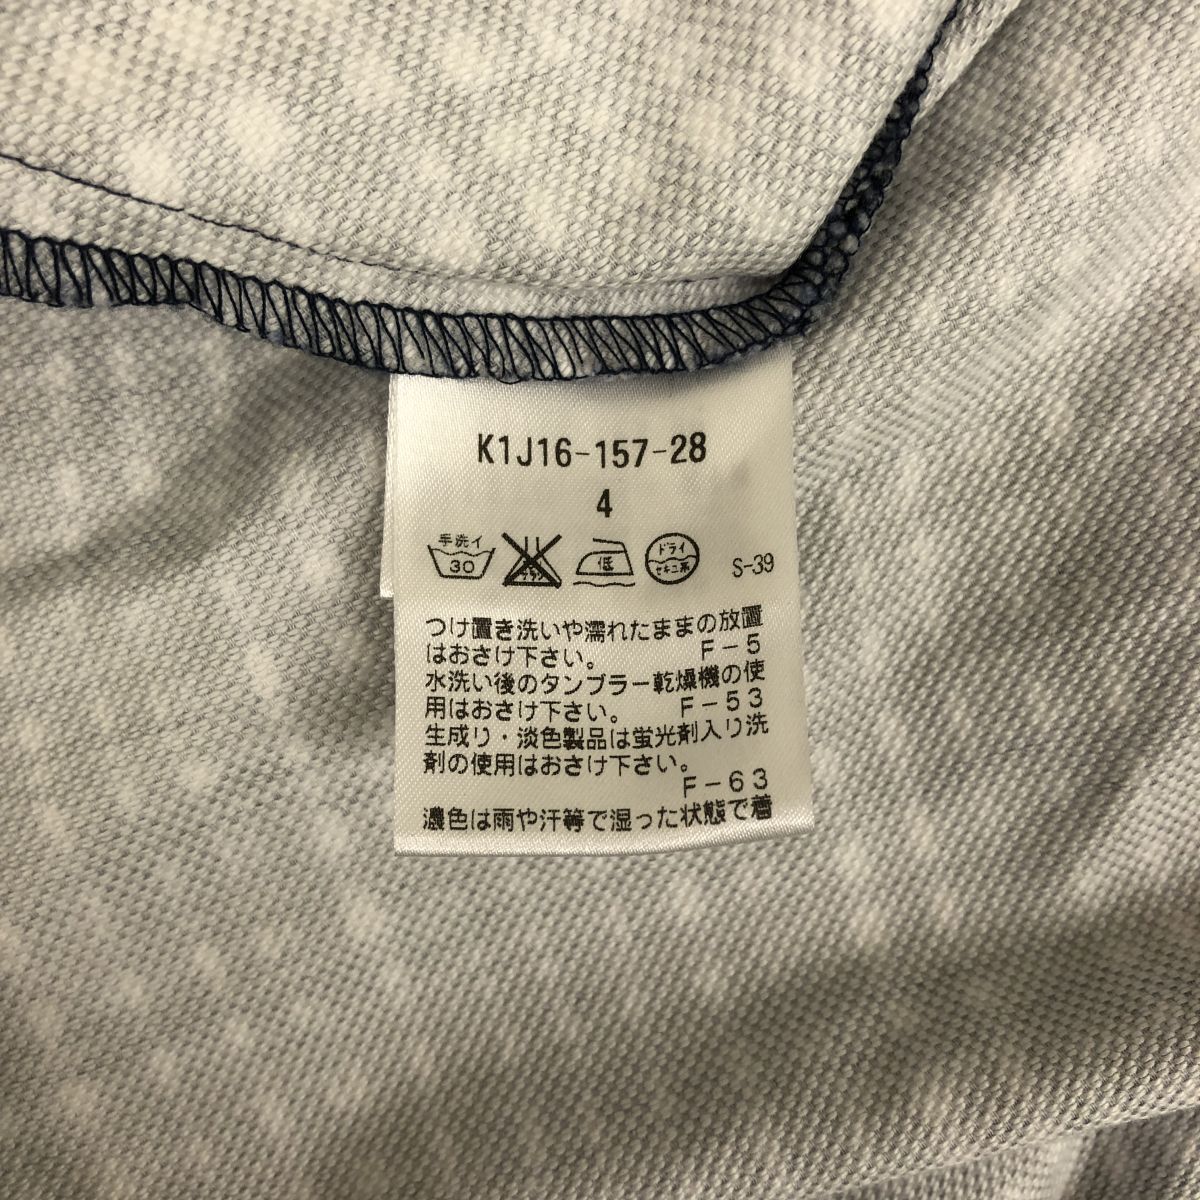 K1J16-157-28
4
手洗イ
30
低
ドライ
セキユ系
S-39
つけ置き洗いや濡れたままの放置
はおさけ下さい。 F-5
水洗い後のタンブラー乾燥機の使
用はおさけ下さい。 F-53
生成り・淡色製品は蛍光剤入り洗
剤の使用はおさけ下さい。
F-63
濃色は雨や汗等で湿った状態で着